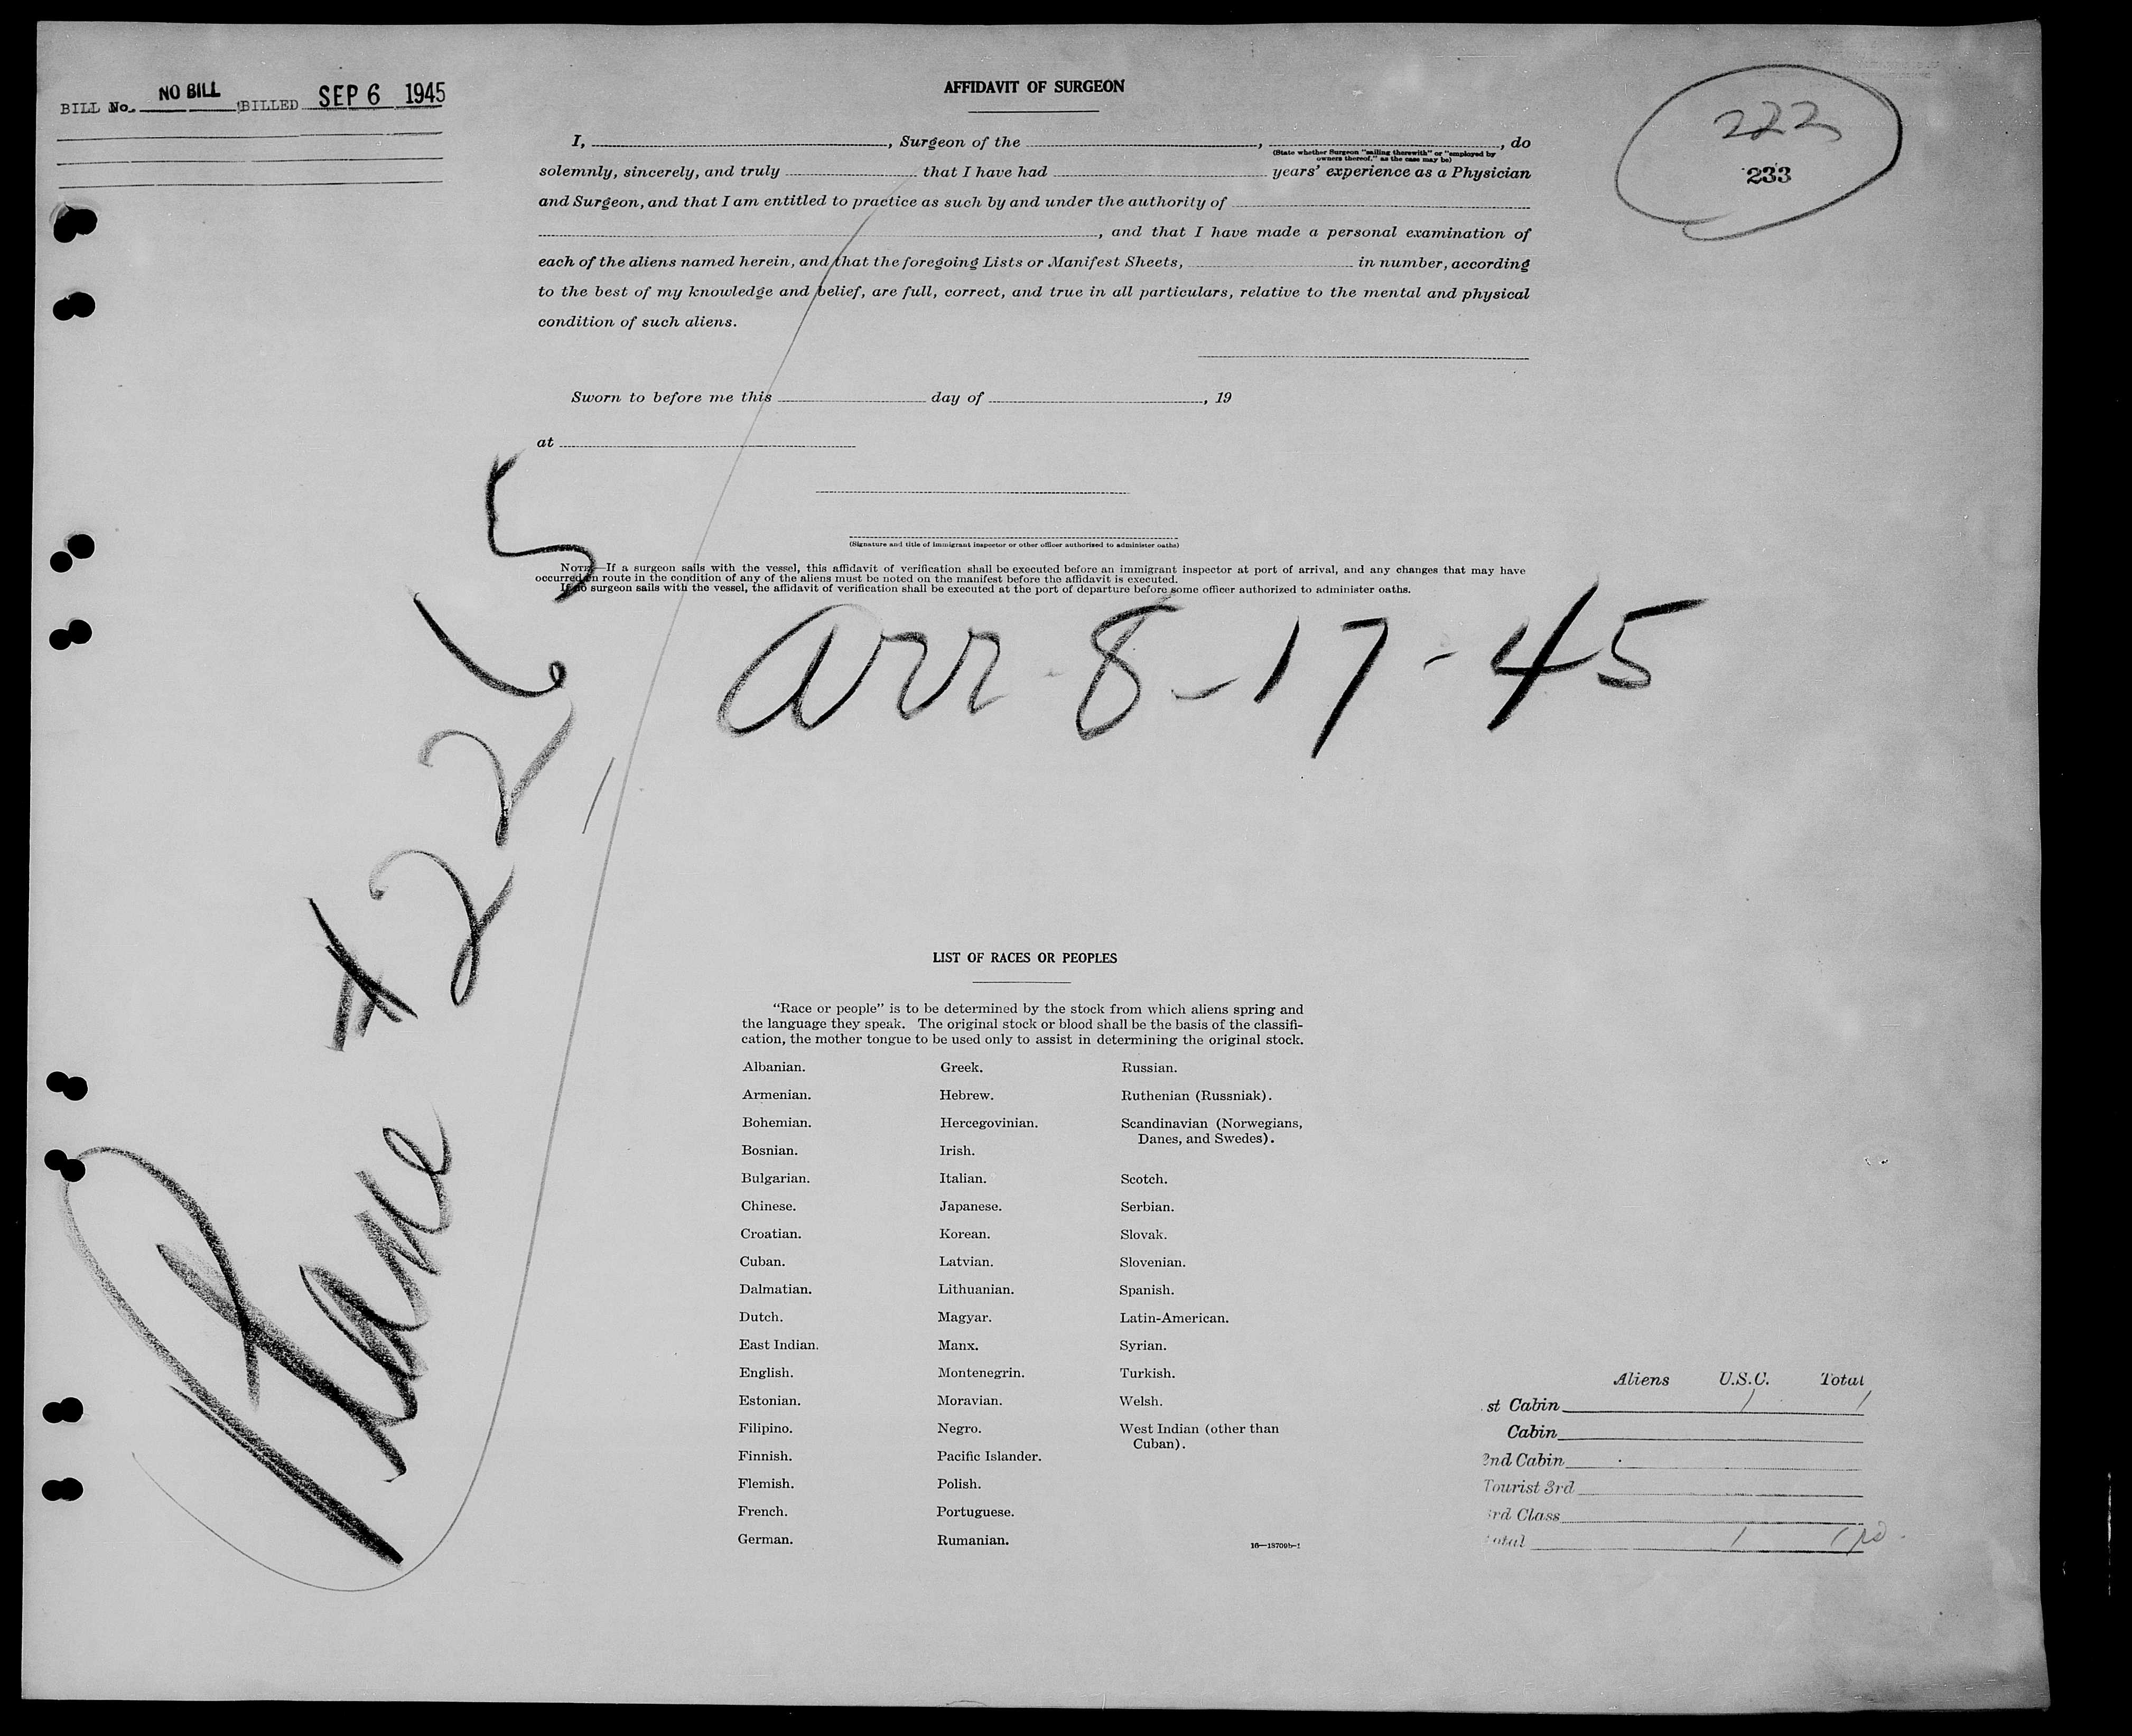 BILL No. NO BILL BILLED SEP 6 1945
AFFIDAVIT OF SURGEON
222
233
I, , Surgeon of the , , do
(State whether Surgeon "sailing therewith" or "employed by
owners thereof," as the case may be)
solemnly, sincerely, and truly that I have had years' experience as a Physician
and Surgeon, and that I am entitled to practice as such by and under the authority of
, and that I have made a personal examination of
each of the aliens named herein, and that the foregoing Lists or Manifest Sheets, in number, according
to the best of my knowledge and belief, are full, correct, and true in all particulars, relative to the mental and physical
condition of such aliens.
Sworn to before me this day of , 19
at
(Signature and title of immigrant inspector or other officer authorized to administer oaths)
NOTE.—If a surgeon sails with the vessel, this affidavit of verification shall be executed before an immigrant inspector at port of arrival, and any changes that may have
occurred en route in the condition of any of the aliens must be noted on the manifest before the affidavit is executed.
If no surgeon sails with the vessel, the affidavit of verification shall be executed at the port of departure before some officer authorized to administer oaths.
arr - 8 - 17 - 45
Plane #2265
LIST OF RACES OR PEOPLES
"Race or people" is to be determined by the stock from which aliens spring and
the language they speak. The original stock or blood shall be the basis of the classifi-
cation, the mother tongue to be used only to assist in determining the original stock.
Albanian. Greek. Russian.
Armenian. Hebrew. Ruthenian (Russniak).
Bohemian. Hercegovinian. Scandinavian (Norwegians,
Danes, and Swedes).
Bosnian. Irish.
Bulgarian. Italian. Scotch.
Chinese. Japanese. Serbian.
Croatian. Korean. Slovak.
Cuban. Latvian. Slovenian.
Dalmatian. Lithuanian. Spanish.
Dutch. Magyar. Latin-American.
East Indian. Manx. Syrian.
English. Montenegrin. Turkish.
Estonian. Moravian. Welsh.
Filipino. Negro. West Indian (other than
Cuban).
Finnish. Pacific Islander.
Flemish. Polish.
French. Portuguese.
German. Rumanian.
16—18709b-1
Aliens U.S.C. Total
st Cabin 1 1
Cabin
2nd Cabin
Tourist 3rd
3rd Class
otal 1 1